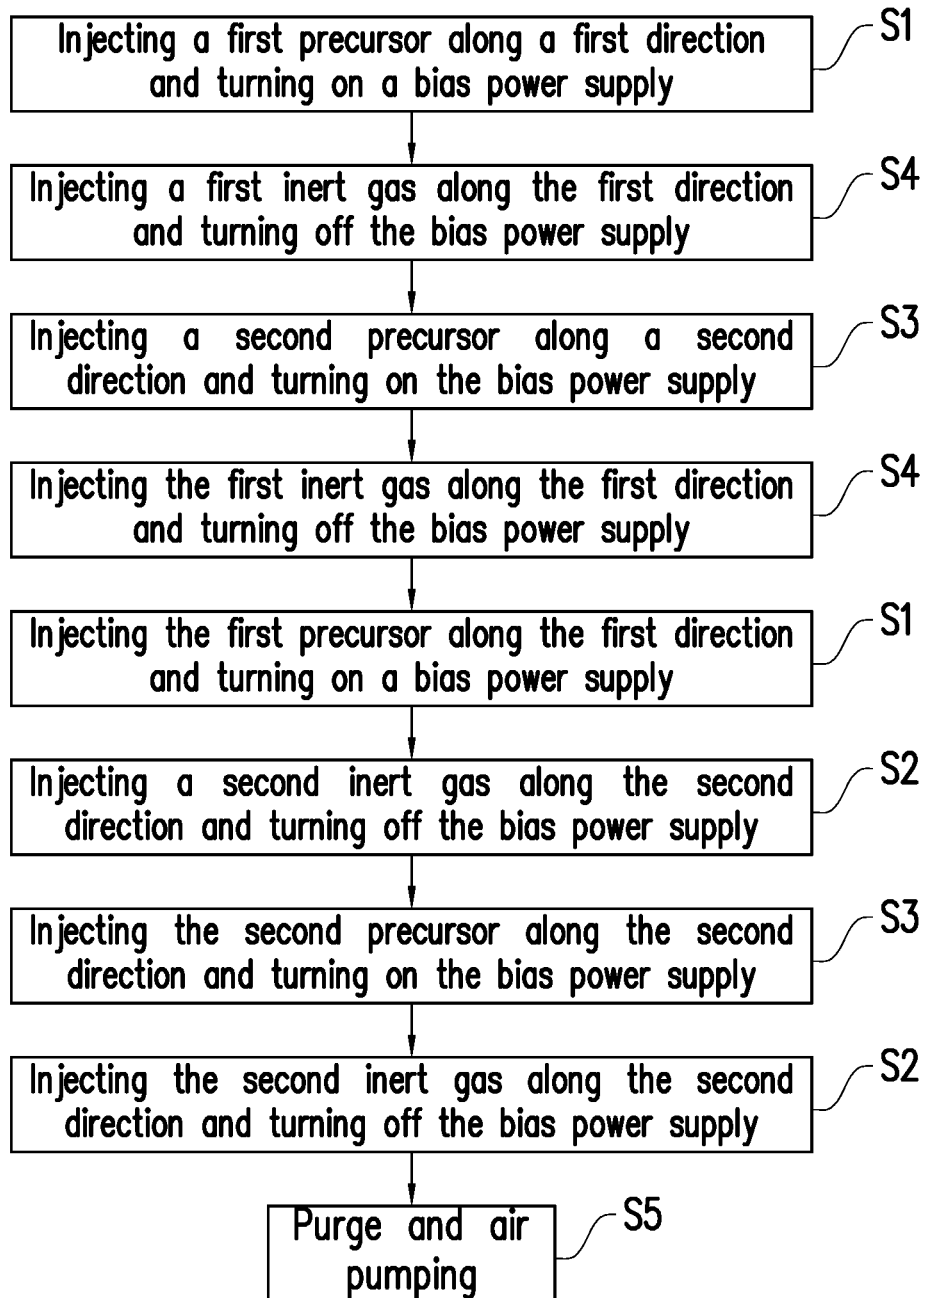 Injecting a first precursor along a first direction
and turning on a bias power supply
S1
Injecting a first inert gas along the first direction
and turning off the bias power supply
S4
Injecting a second precursor along a second
direction and turning on the bias power supply
S3
Injecting the first inert gas along the first direction
and turning off the bias power supply
S4
Injecting the first precursor along the first direction
and turning on a bias power supply
S1
Injecting a second inert gas along the second
direction and turning off the bias power supply
S2
Injecting the second precursor along the second
direction and turning on the bias power supply
S3
Injecting the second inert gas along the second
direction and turning off the bias power supply
S2
Purge and air
pumping
S5